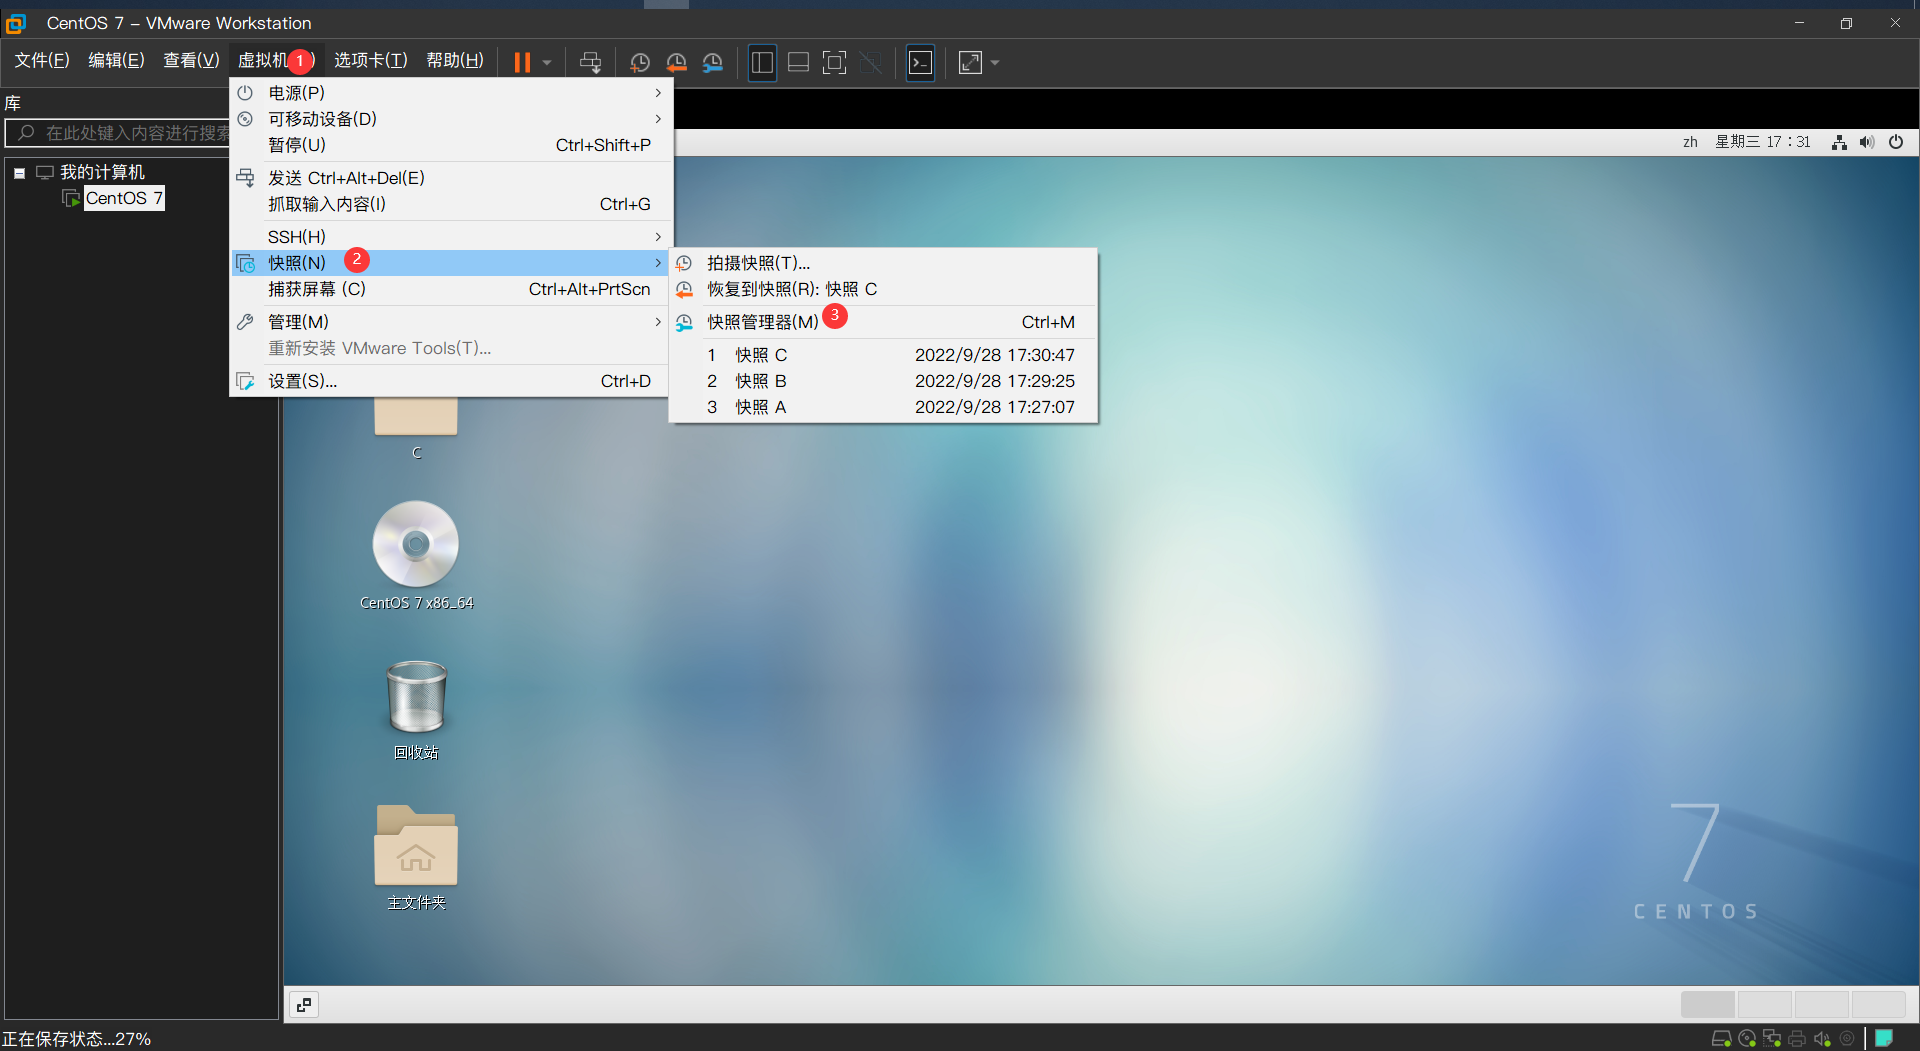 CentOS 7 – VMware Workstation
文件(F) 编辑(E) 查看(V) 虚拟机 1 ) 选项卡(T) 帮助(H)
库
在此处键入内容进行搜索
我的计算机
CentOS 7
电源(P)
可移动设备(D)
暂停(U) Ctrl+Shift+P
发送 Ctrl+Alt+Del(E)
抓取输入内容(I) Ctrl+G
SSH(H)
快照(N) 2
捕获屏幕 (C) Ctrl+Alt+PrtScn
管理(M)
重新安装 VMware Tools(T)...
设置(S)... Ctrl+D
拍摄快照(T)...
恢复到快照(R): 快照 C
快照管理器(M) 3 Ctrl+M
1 快照 C 2022/9/28 17:30:47
2 快照 B 2022/9/28 17:29:25
3 快照 A 2022/9/28 17:27:07
zh 星期三 17：31
C
CentOS 7 x86_64
回收站
主文件夹
7
CENTOS
正在保存状态...27%